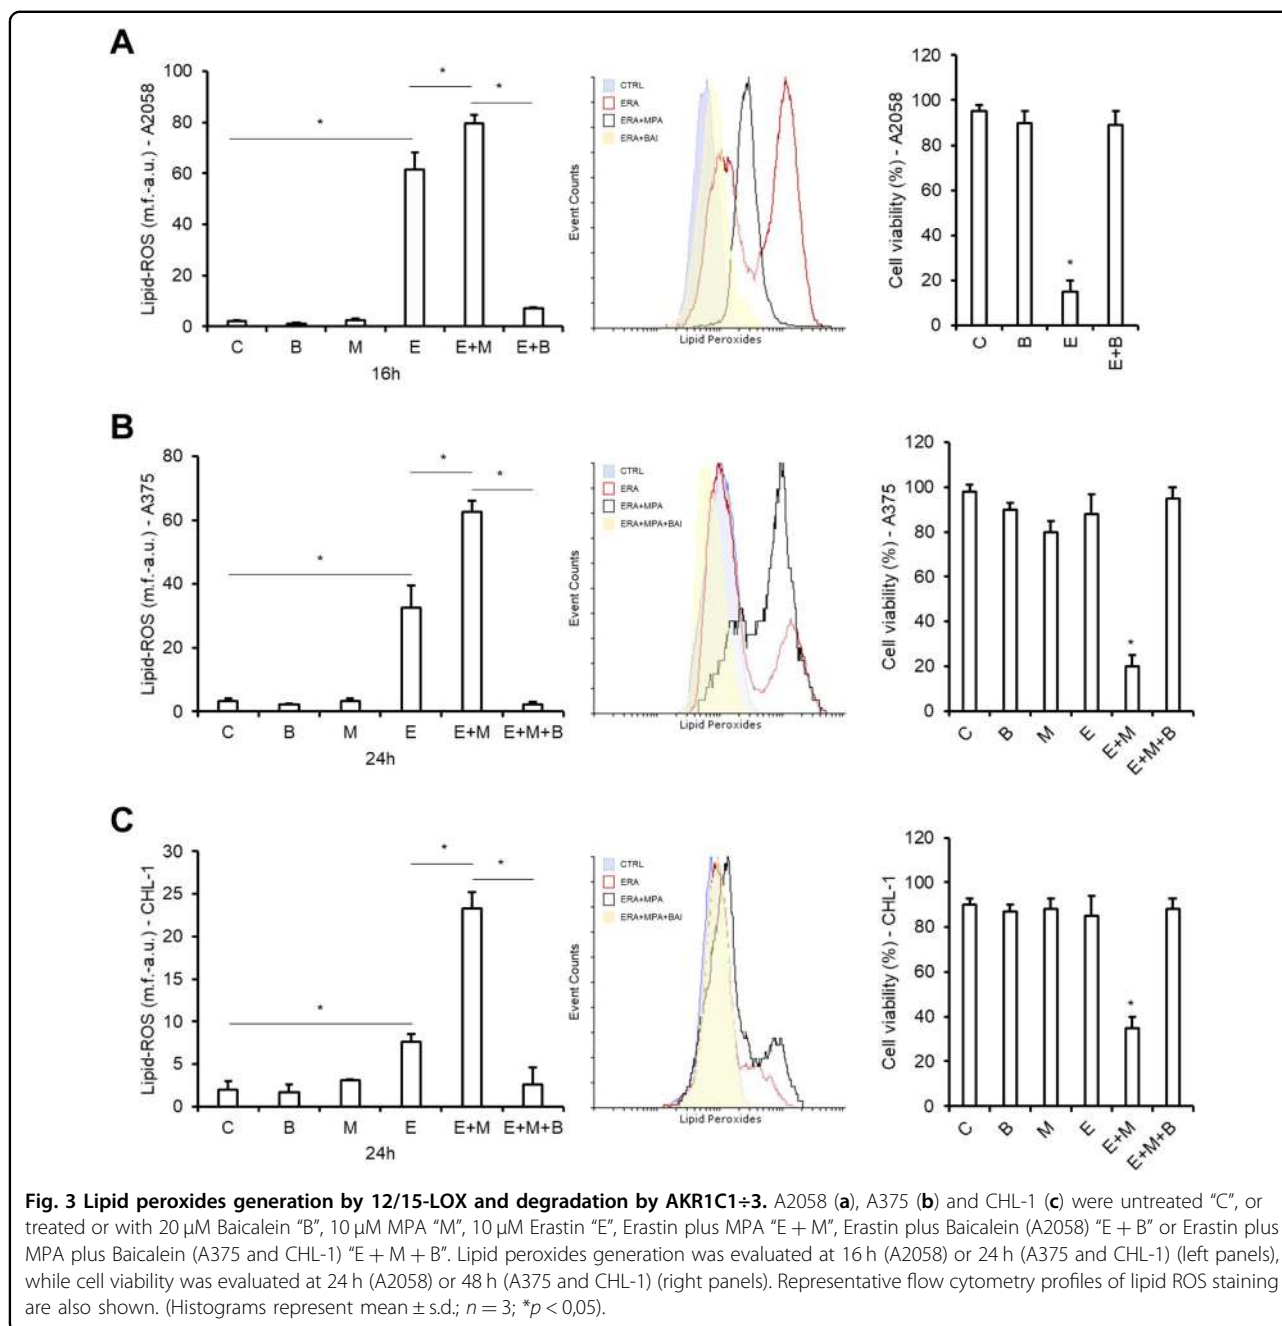 A
Lipid-ROS (m.f.-a.u.) - A2058
100
80
60
40
20
0
*
*
*
C B M E E+M E+B
16h
Event Counts
CTRL
ERA
ERA+MPA
ERA+BAI
Lipid Peroxides
Cell viability (%) - A2058
120
100
80
60
40
20
0
*
C B E E+B
B
Lipid-ROS (m.f.-a.u.) - A375
80
60
40
20
0
*
*
*
C B M E E+M E+M+B
24h
Event Counts
CTRL
ERA
ERA+MPA
ERA+MPA+BAI
Lipid Peroxides
Cell viability (%) - A375
120
100
80
60
40
20
0
*
C B M E E+M E+M+B
C
Lipid-ROS (m.f.-a.u.) - CHL-1
30
25
20
15
10
5
0
*
*
*
C B M E E+M E+M+B
24h
Event Counts
CTRL
ERA
ERA+MPA
ERA+MPA+BAI
Lipid Peroxides
Cell viability (%) - CHL-1
120
100
80
60
40
20
0
*
C B M E E+M E+M+B
Fig. 3 Lipid peroxides generation by 12/15-LOX and degradation by AKR1C1÷3. A2058 (a), A375 (b) and CHL-1 (c) were untreated “C”, or
treated or with 20 µM Baicalein “B”, 10 µM MPA “M”, 10 µM Erastin “E”, Erastin plus MPA “E + M”, Erastin plus Baicalein (A2058) “E + B” or Erastin plus
MPA plus Baicalein (A375 and CHL-1) “E + M + B”. Lipid peroxides generation was evaluated at 16 h (A2058) or 24 h (A375 and CHL-1) (left panels),
while cell viability was evaluated at 24 h (A2058) or 48 h (A375 and CHL-1) (right panels). Representative flow cytometry profiles of lipid ROS staining
are also shown. (Histograms represent mean ± s.d.; n = 3; *p < 0,05).